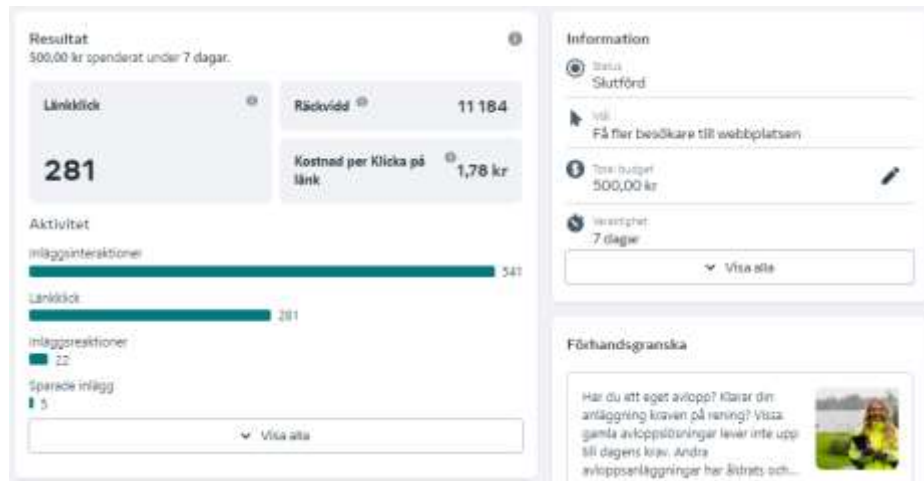 Resultat
500,00 kr spenderat under 7 dagar.
Länkklick
281
Räckvidd 11 184
Kostnad per Klicka på länk 1,78 kr
Aktivitet
Inläggsinteraktioner
541
Länkklick
281
Inläggsreaktioner
22
Sparade inlägg
5
Visa alla
Information
Status
Slutförd
Mål
Få fler besökare till webbplatsen
Total budget
500,00 kr
Varaktighet
7 dagar
Visa alla
Förhandsgranska
Har du ett eget avlopp? Klarar din
anläggning kraven på rening? Vissa
gamla avloppslösningar lever inte upp
till dagens krav. Andra
avloppsanläggningar har åldrats och...